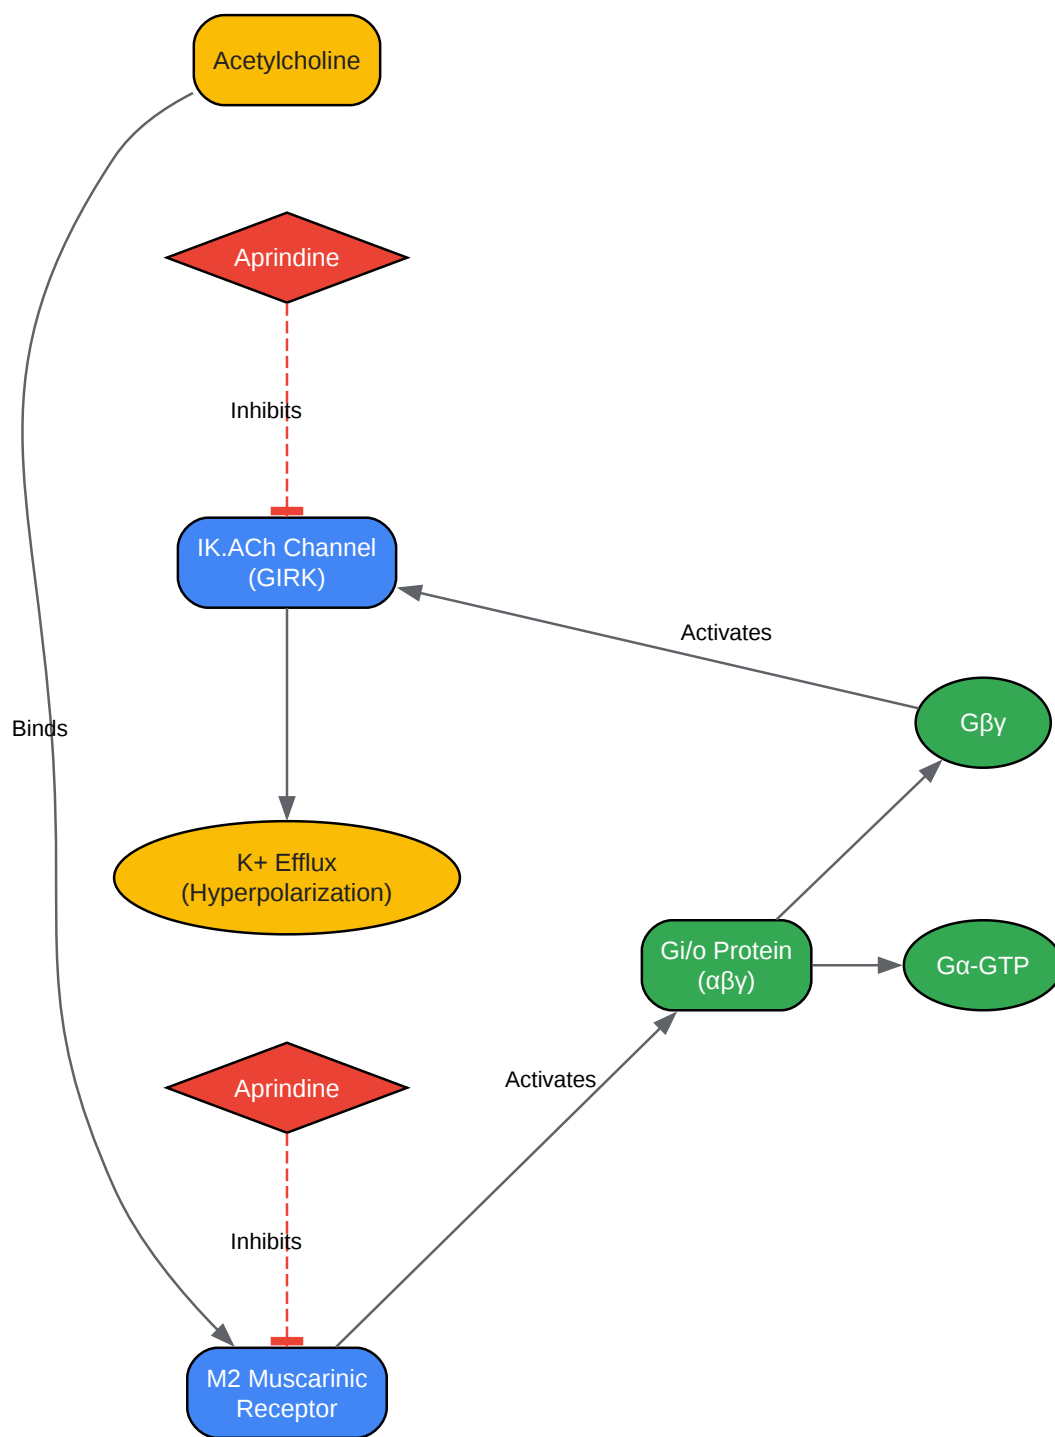 Acetylcholine
Aprindine
Inhibits
IK.ACh Channel
(GIRK)
Activates
Gβγ
Binds
K+ Efflux
(Hyperpolarization)
Gi/o Protein
(αβγ)
Gα-GTP
Activates
Aprindine
Inhibits
M2 Muscarinic
Receptor